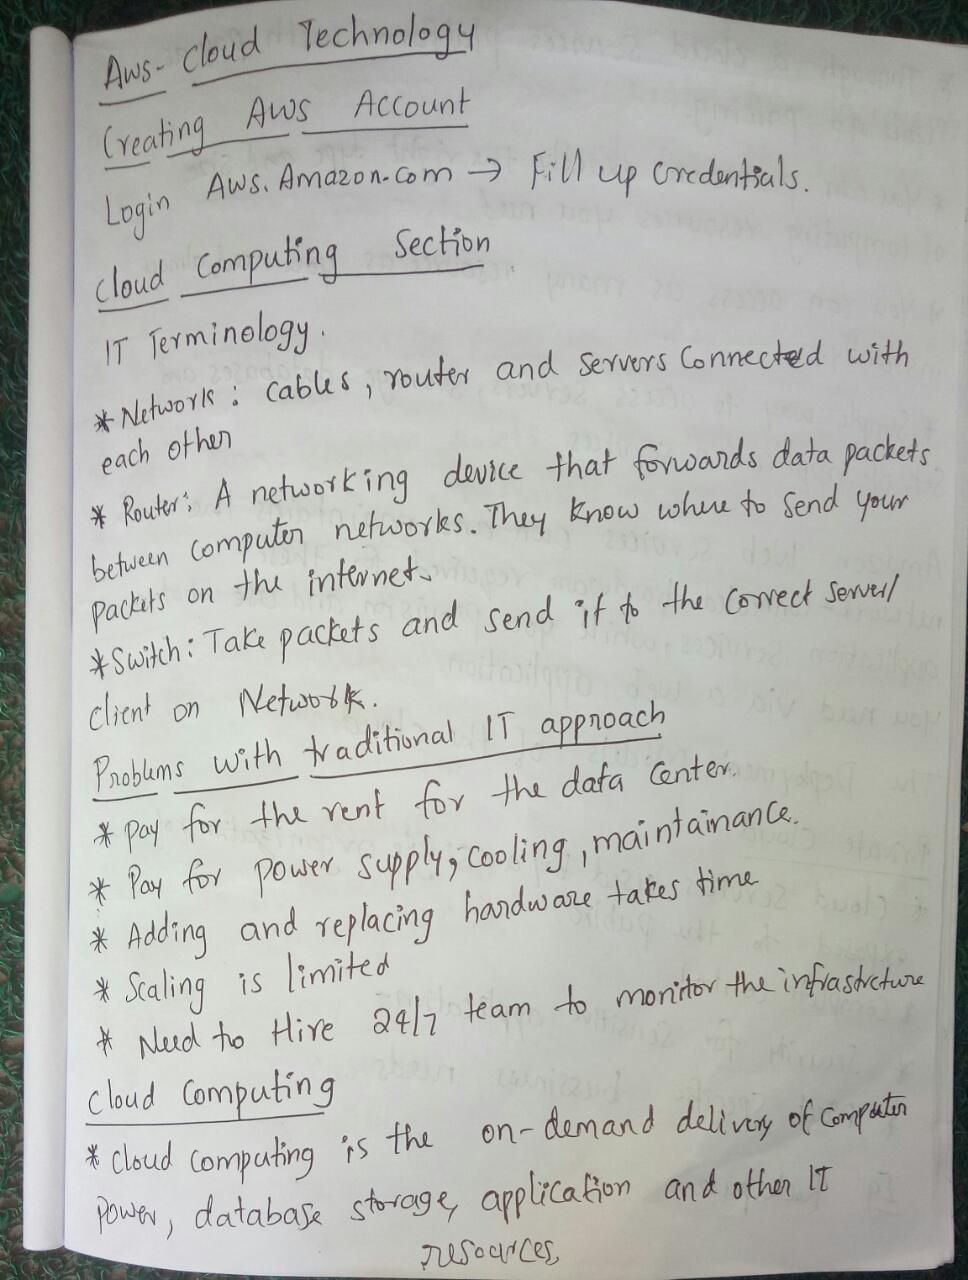 Aws- Cloud Technology
Creating Aws Account
Login Aws.Amazon.com → Fill up credentials.
Cloud Computing Section
IT Terminology.
* Network: Cables, router and servers Connected with
each other
* Router: A networking device that forwards data packets
between computer networks. They know where to send your
packets on the internet.
* Switch: Take packets and send it to the correct server/
client on Network.
Problems with traditional IT approach
* Pay for the rent for the data center.
* Pay for power supply, cooling, maintainance.
* Adding and replacing hardware takes time
* Scaling is limited
* Need to Hire 24/7 team to monitor the infrastrcture
Cloud Computing
* Cloud computing is the on-demand delivery of Computer
Power, database storage, application and other IT
resources.